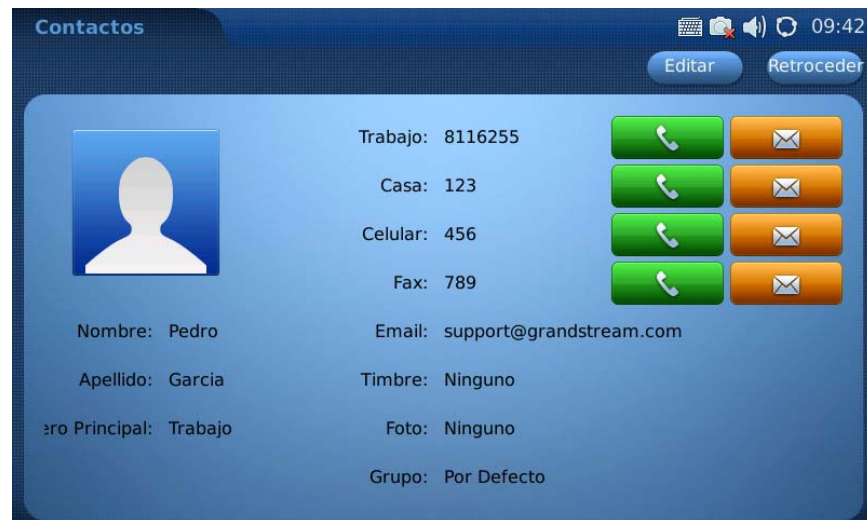 Contactos
09:42
Editar
Retroceder
Trabajo: 8116255
Casa: 123
Celular: 456
Fax: 789
Nombre: Pedro
Email: support@grandstream.com
Apellido: Garcia
Timbre: Ninguno
ero Principal: Trabajo
Foto: Ninguno
Grupo: Por Defecto